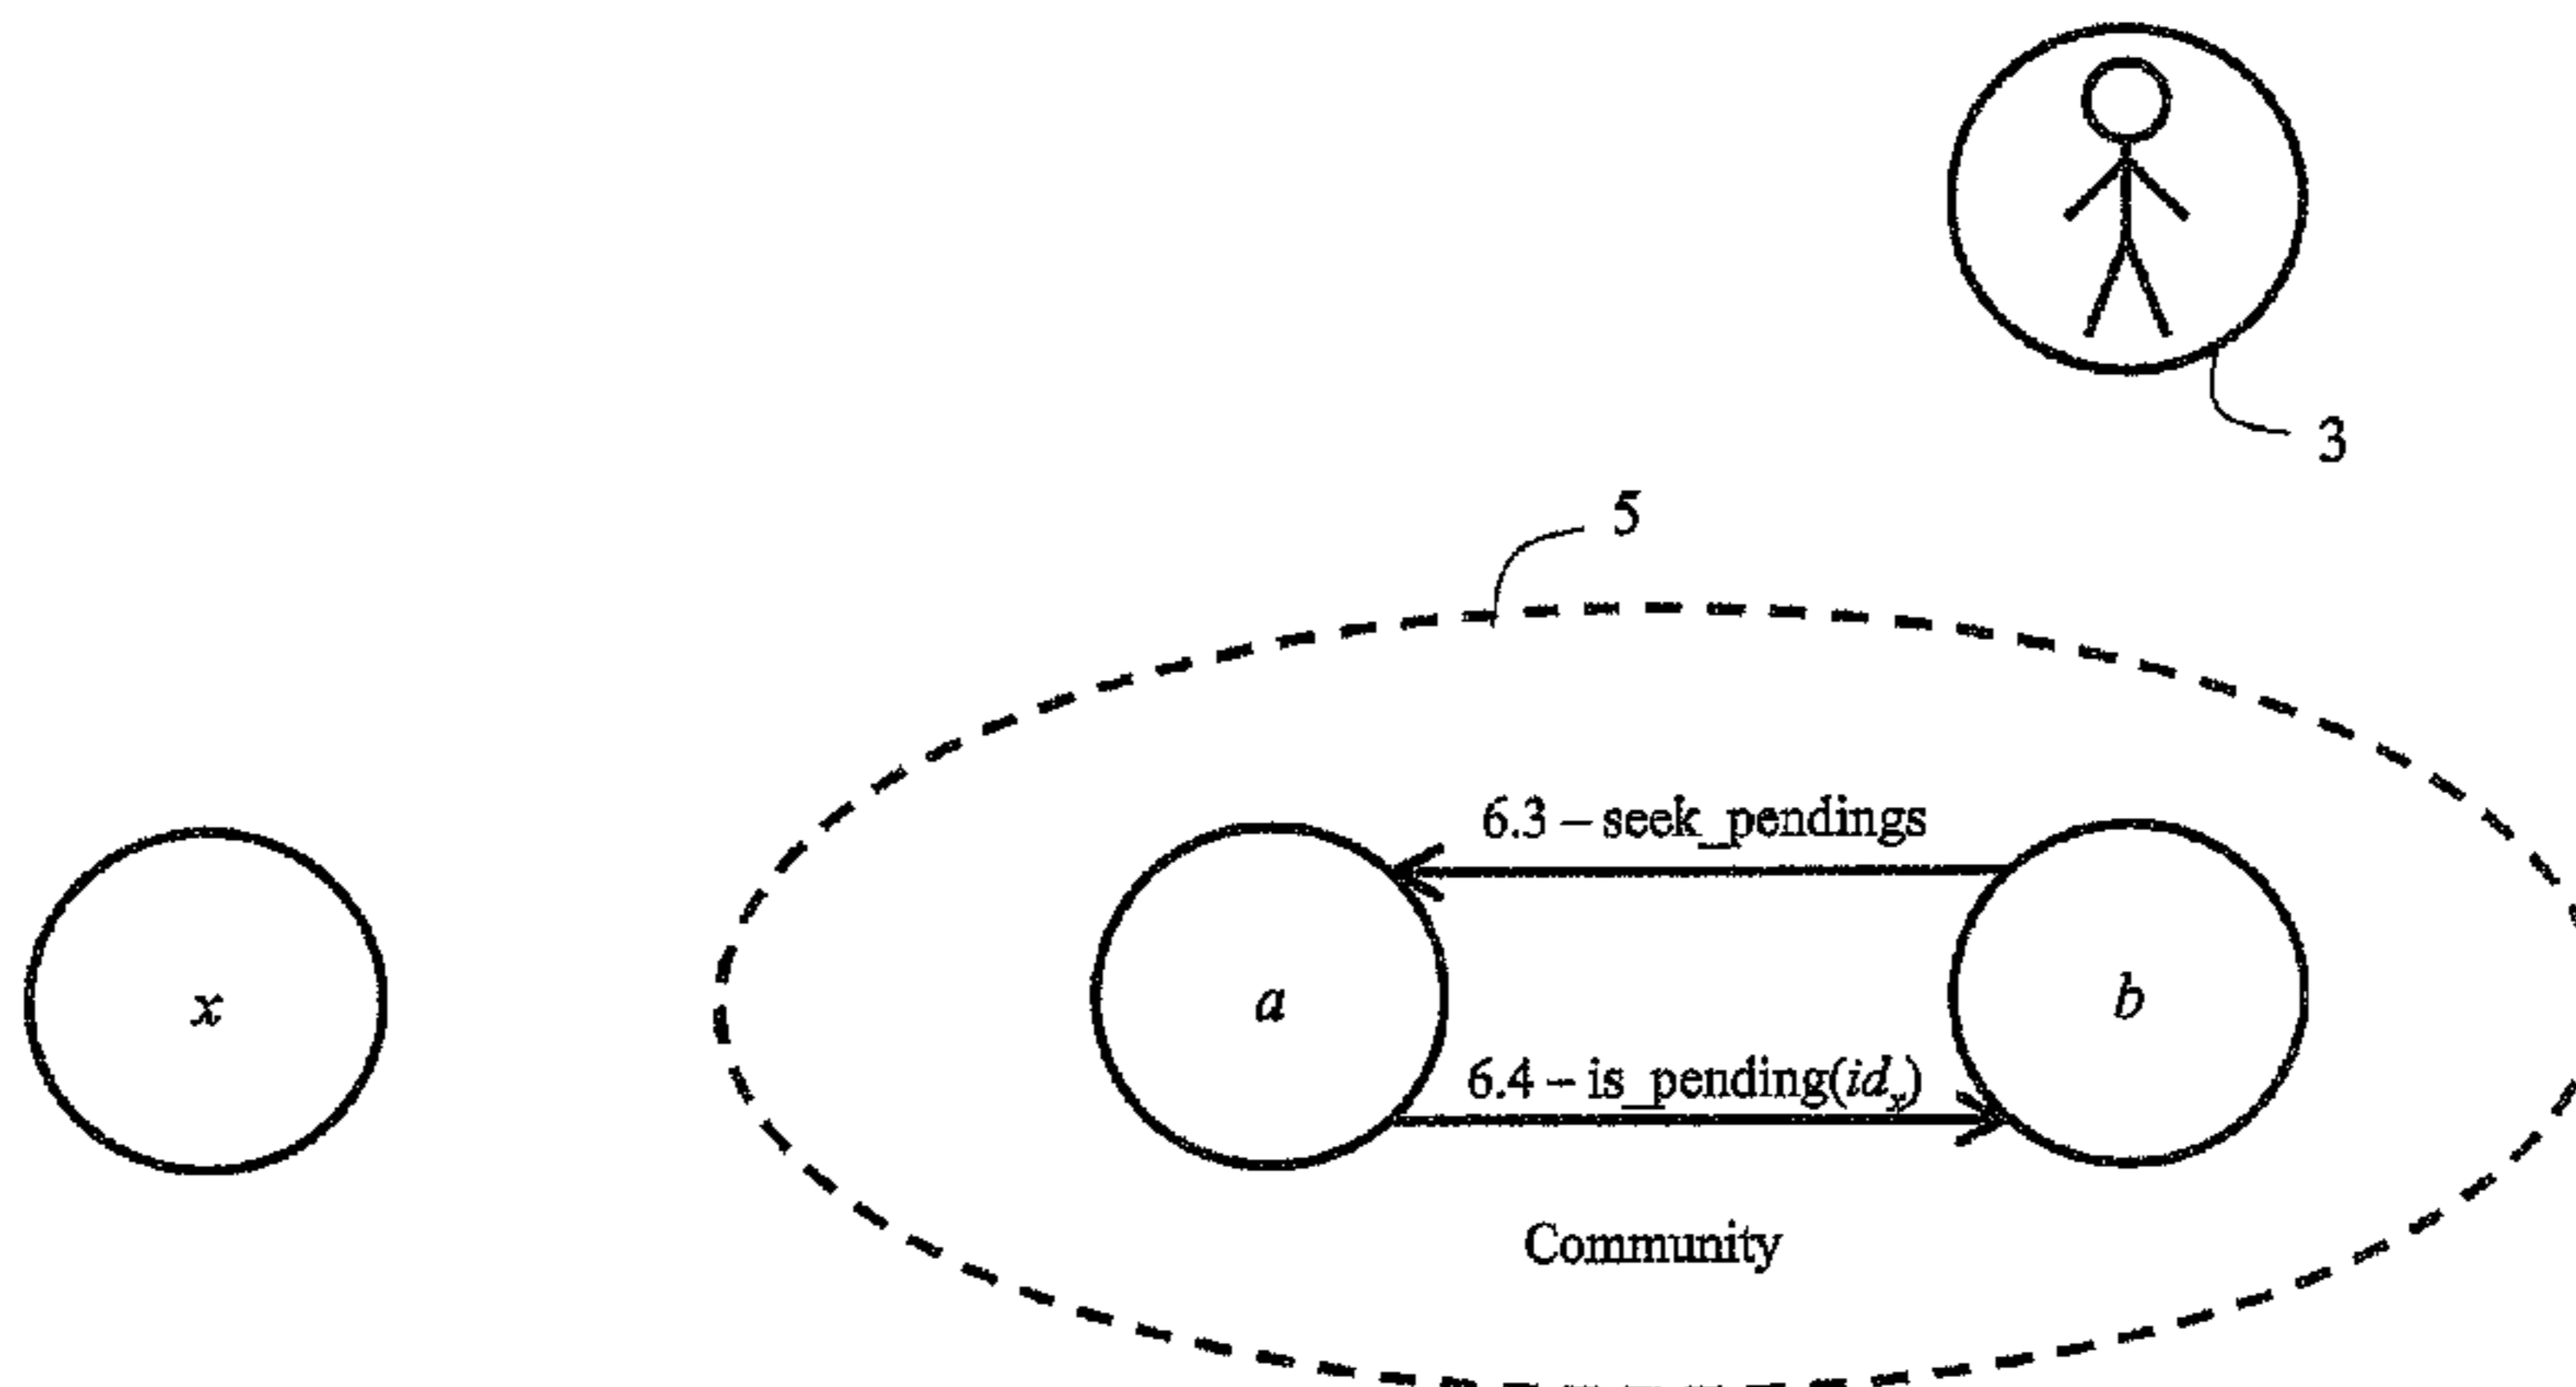 3
5
6.3 – seek_pendings
x
a
b
6.4 – is_pending(idₓ)
Community